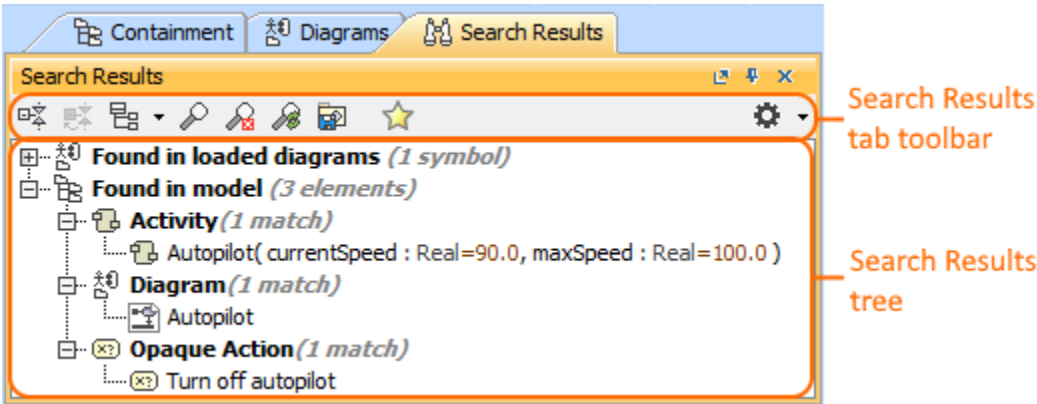 Containment Diagrams Search Results
Search Results
Search Results
tab toolbar
Found in loaded diagrams (1 symbol)
Found in model (3 elements)
Activity (1 match)
Autopilot( currentSpeed : Real=90.0, maxSpeed : Real=100.0 )
Diagram (1 match)
Autopilot
Opaque Action (1 match)
Turn off autopilot
Search Results
tree